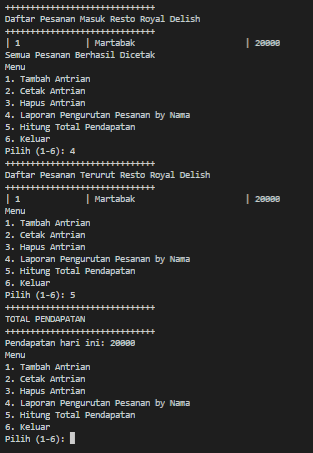 ++++++++++++++++++++++++++++++
Daftar Pesanan Masuk Resto Royal Delish
++++++++++++++++++++++++++++++
| 1 | Martabak | 20000
Semua Pesanan Berhasil Dicetak
Menu
1. Tambah Antrian
2. Cetak Antrian
3. Hapus Antrian
4. Laporan Pengurutan Pesanan by Nama
5. Hitung Total Pendapatan
6. Keluar
Pilih (1-6): 4
++++++++++++++++++++++++++++++
Daftar Pesanan Terurut Resto Royal Delish
++++++++++++++++++++++++++++++
| 1 | Martabak | 20000
Menu
1. Tambah Antrian
2. Cetak Antrian
3. Hapus Antrian
4. Laporan Pengurutan Pesanan by Nama
5. Hitung Total Pendapatan
6. Keluar
Pilih (1-6): 5
++++++++++++++++++++++++++++++
TOTAL PENDAPATAN
++++++++++++++++++++++++++++++
Pendapatan hari ini: 20000
Menu
1. Tambah Antrian
2. Cetak Antrian
3. Hapus Antrian
4. Laporan Pengurutan Pesanan by Nama
5. Hitung Total Pendapatan
6. Keluar
Pilih (1-6):